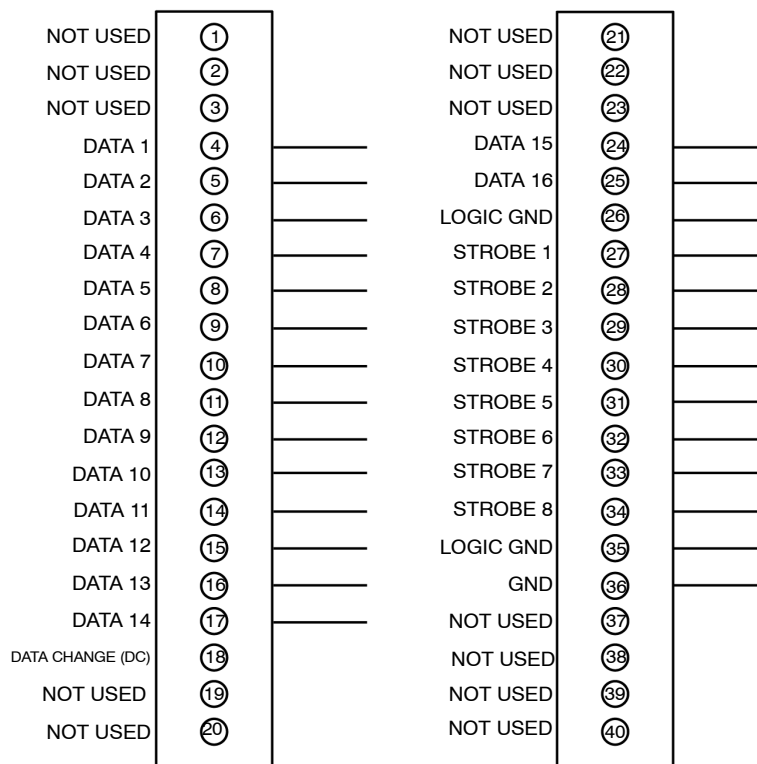 NOT USED 1
NOT USED 2
NOT USED 3
DATA 1 4
DATA 2 5
DATA 3 6
DATA 4 7
DATA 5 8
DATA 6 9
DATA 7 10
DATA 8 11
DATA 9 12
DATA 10 13
DATA 11 14
DATA 12 15
DATA 13 16
DATA 14 17
DATA CHANGE (DC) 18
NOT USED 19
NOT USED 20
NOT USED 21
NOT USED 22
NOT USED 23
DATA 15 24
DATA 16 25
LOGIC GND 26
STROBE 1 27
STROBE 2 28
STROBE 3 29
STROBE 4 30
STROBE 5 31
STROBE 6 32
STROBE 7 33
STROBE 8 34
LOGIC GND 35
GND 36
NOT USED 37
NOT USED 38
NOT USED 39
NOT USED 40